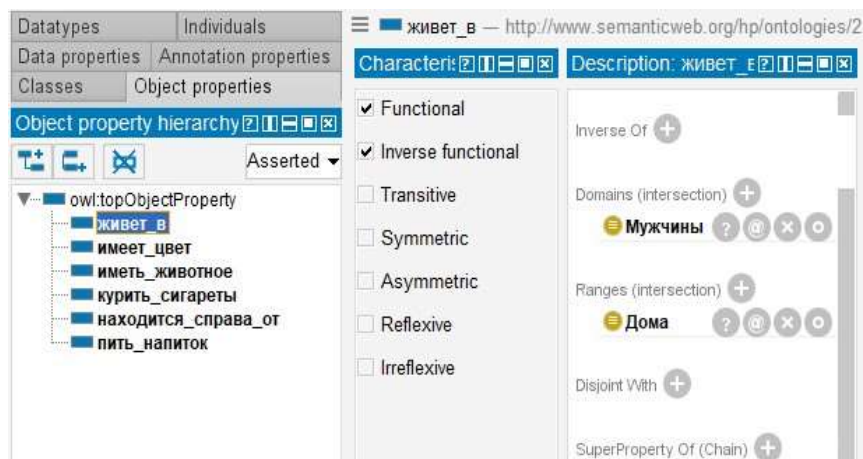 Datatypes Individuals
Data properties Annotation properties
Classes Object properties
Object property hierarchy
Asserted
owl:topObjectProperty
живет_в
имеет_цвет
иметь_животное
курить_сигареты
находится_справа_от
пить_напиток
живет_в — http://www.semanticweb.org/hp/ontologies/2
Characteris
Functional
Inverse functional
Transitive
Symmetric
Asymmetric
Reflexive
Irreflexive
Description: живет_в
Inverse Of
Domains (intersection)
Мужчины
Ranges (intersection)
Дома
Disjoint With
SuperProperty Of (Chain)